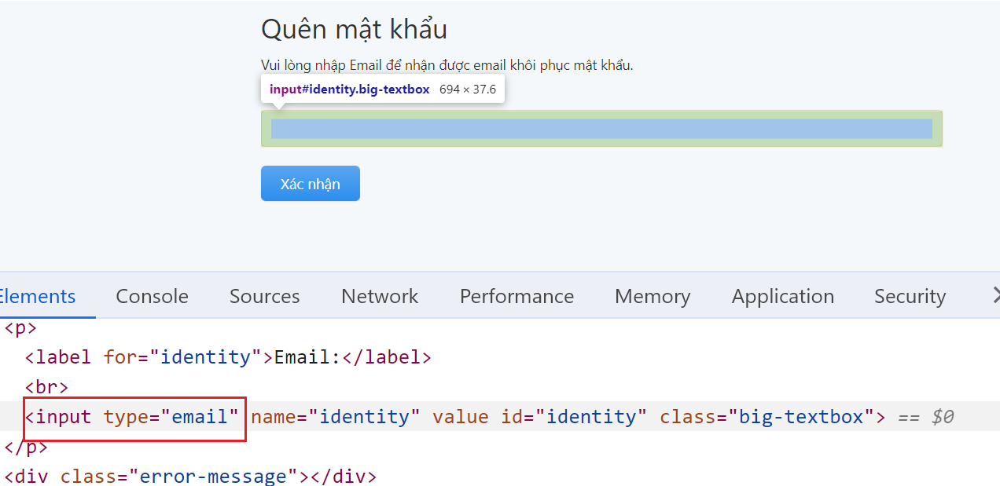 Quên mật khẩu
Vui lòng nhập Email để nhận được email khôi phục mật khẩu.
input#identity.big-textbox 694 × 37.6
Xác nhận
Elements Console Sources Network Performance Memory Application Security
<p>
<label for="identity">Email:</label>
<br>
<input type="email" name="identity" value id="identity" class="big-textbox"> == $0
</p>
<div class="error-message"></div>